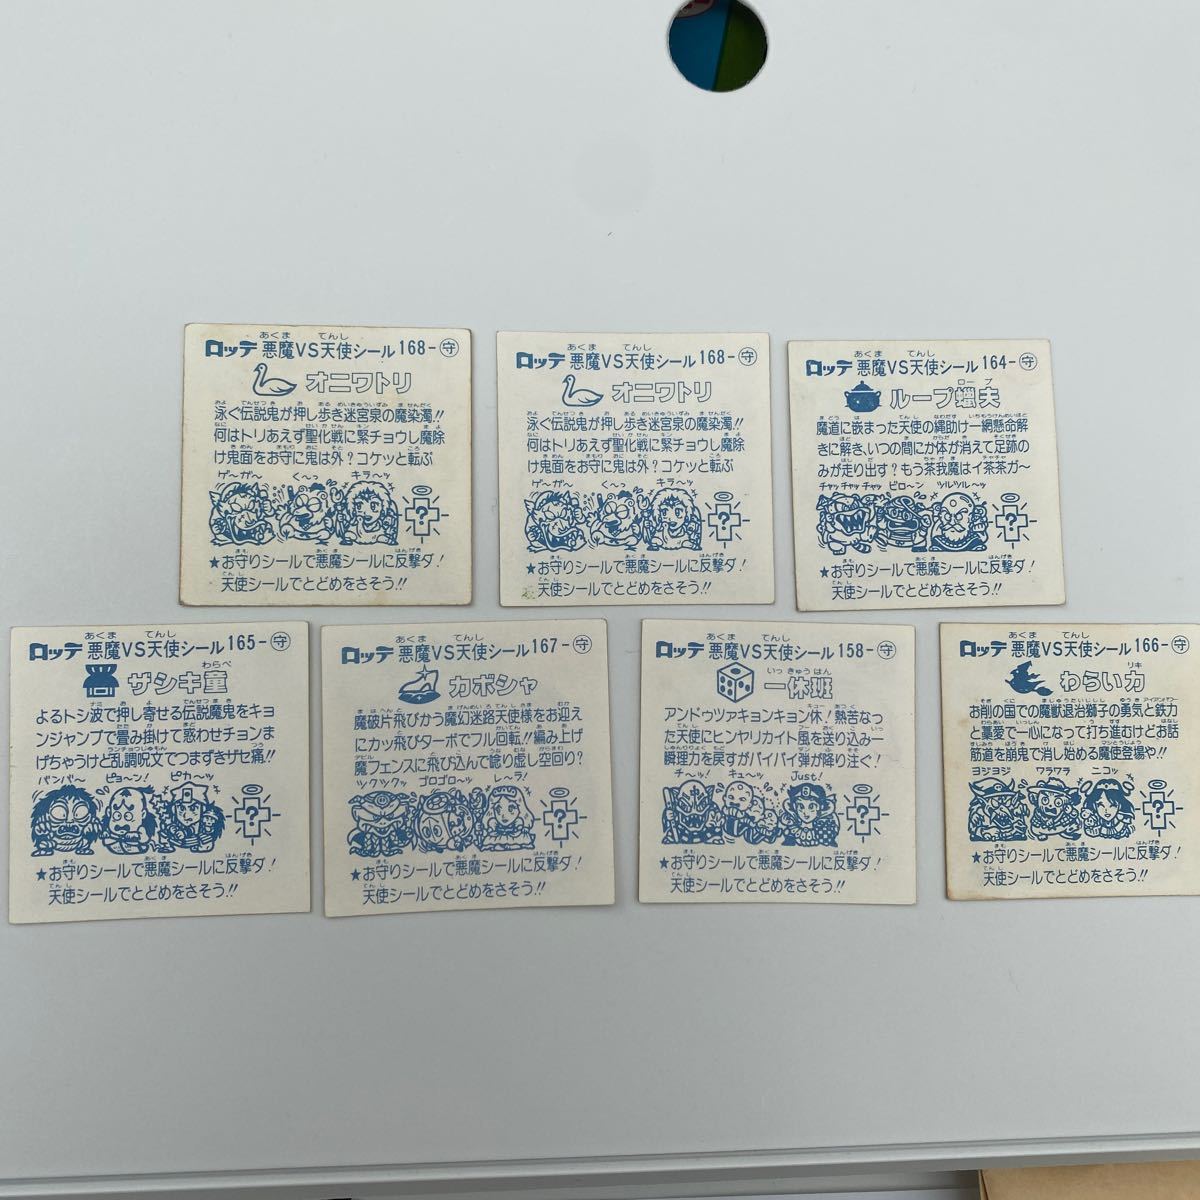 ロッテ 悪魔VS天使シール 168-守
オニワトリ
泳ぐ伝説鬼が押し歩き迷宮泉の魔染濁!!
何はトリあえず聖化戦に緊チョウし魔除
け鬼面をお守に鬼は外?コケッと転ぶ
ゲーガ〜 く〜っ キラ〜ッ
?
★お守りシールで悪魔シールに反撃ダ!
天使シールでとどめをさそう!!
ロッテ 悪魔VS天使シール 168-守
オニワトリ
泳ぐ伝説鬼が押し歩き迷宮泉の魔染濁!!
何はトリあえず聖化戦に緊チョウし魔除
け鬼面をお守に鬼は外?コケッと転ぶ
ゲーガ〜 く〜っ キラ〜ッ
?
★お守りシールで悪魔シールに反撃ダ!
天使シールでとどめをさそう!!
ロッテ 悪魔VS天使シール 164-守
ループ蠟夫
魔道に嵌まった天使の縄助け一網懸命解
きに解き、いつの間にか体が消えて足跡の
みが走り出す?もう茶我魔はイ茶茶ガ〜
チャッチャッチャッ ピロ〜ン ツルツル〜ッ
?
★お守りシールで悪魔シールに反撃ダ!
天使シールでとどめをさそう!!
ロッテ 悪魔VS天使シール 165-守
ザシキ童
よるトシ波で押し寄せる伝説魔鬼をキョ
ンジャンプで畳み掛けて惑わせチョンま
げちゃうけど乱調呪文でつまずきザセ痛!!
バンバー ピョーン! ピカ〜ッ
?
★お守りシールで悪魔シールに反撃ダ!
天使シールでとどめをさそう!!
ロッテ 悪魔VS天使シール 167-守
カボシャ
魔破片飛びかう魔幻迷路天使様をお迎え
にカッ飛びターボでフル回転!!編み上げ
魔フェンスに飛び込んで唸り虚し空回り?
ツクツクッ ゴロゴロ〜ッ レ〜ラ!
?
★お守りシールで悪魔シールに反撃ダ!
天使シールでとどめをさそう!!
ロッテ 悪魔VS天使シール 158-守
一休班
アンドゥツァキョンキョン休!熱苦なっ
た天使にヒンヤリカイト風を送り込み一
瞬理力を戻すがバイバイ弾が降り注ぐ!
チ〜ッ! キュ〜ッ Just!
?
★お守りシールで悪魔シールに反撃ダ!
天使シールでとどめをさそう!!
ロッテ 悪魔VS天使シール 166-守
わらい力
お削の国での魔獣退治獅子の勇気と鉄力
と藁愛で一心になって打ち進むけどお話
筋道を崩鬼で消し始める魔使登場や!!
ヨジヨジ ワラワラ ニコッ
?
★お守りシールで悪魔シールに反撃ダ!
天使シールでとどめをさそう!!